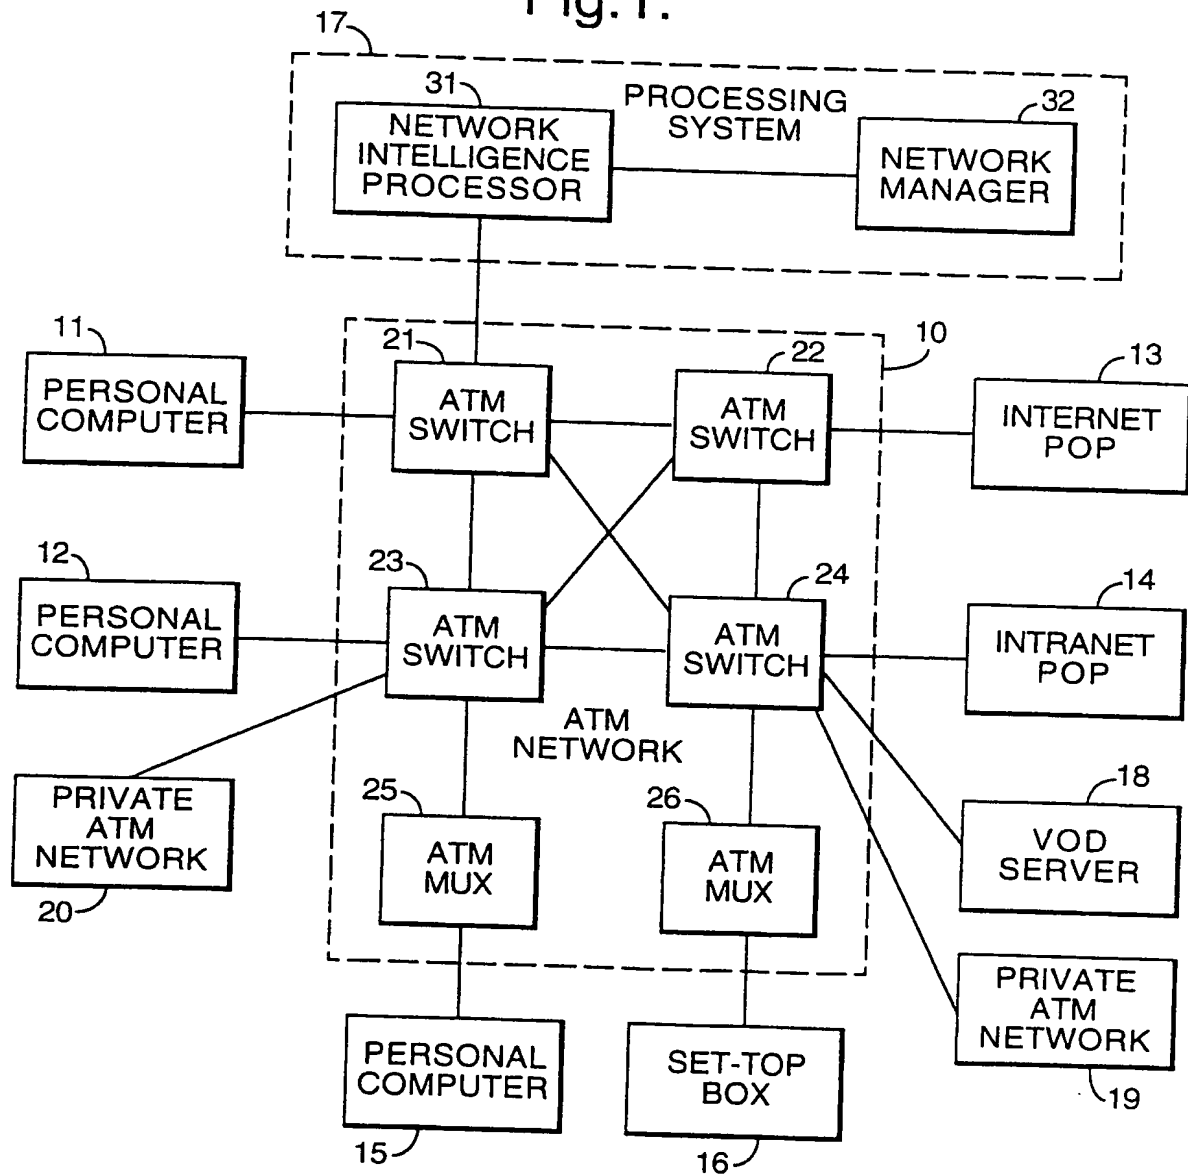 Fig.1.
17
31
PROCESSING
SYSTEM
32
NETWORK
INTELLIGENCE
PROCESSOR
NETWORK
MANAGER
11
21
22
10
13
PERSONAL
COMPUTER
ATM
SWITCH
ATM
SWITCH
INTERNET
POP
12
23
24
14
PERSONAL
COMPUTER
ATM
SWITCH
ATM
SWITCH
INTRANET
POP
ATM
NETWORK
PRIVATE
ATM
NETWORK
20
25
26
18
ATM
MUX
ATM
MUX
VOD
SERVER
PRIVATE
ATM
NETWORK
19
PERSONAL
COMPUTER
15
SET-TOP
BOX
16